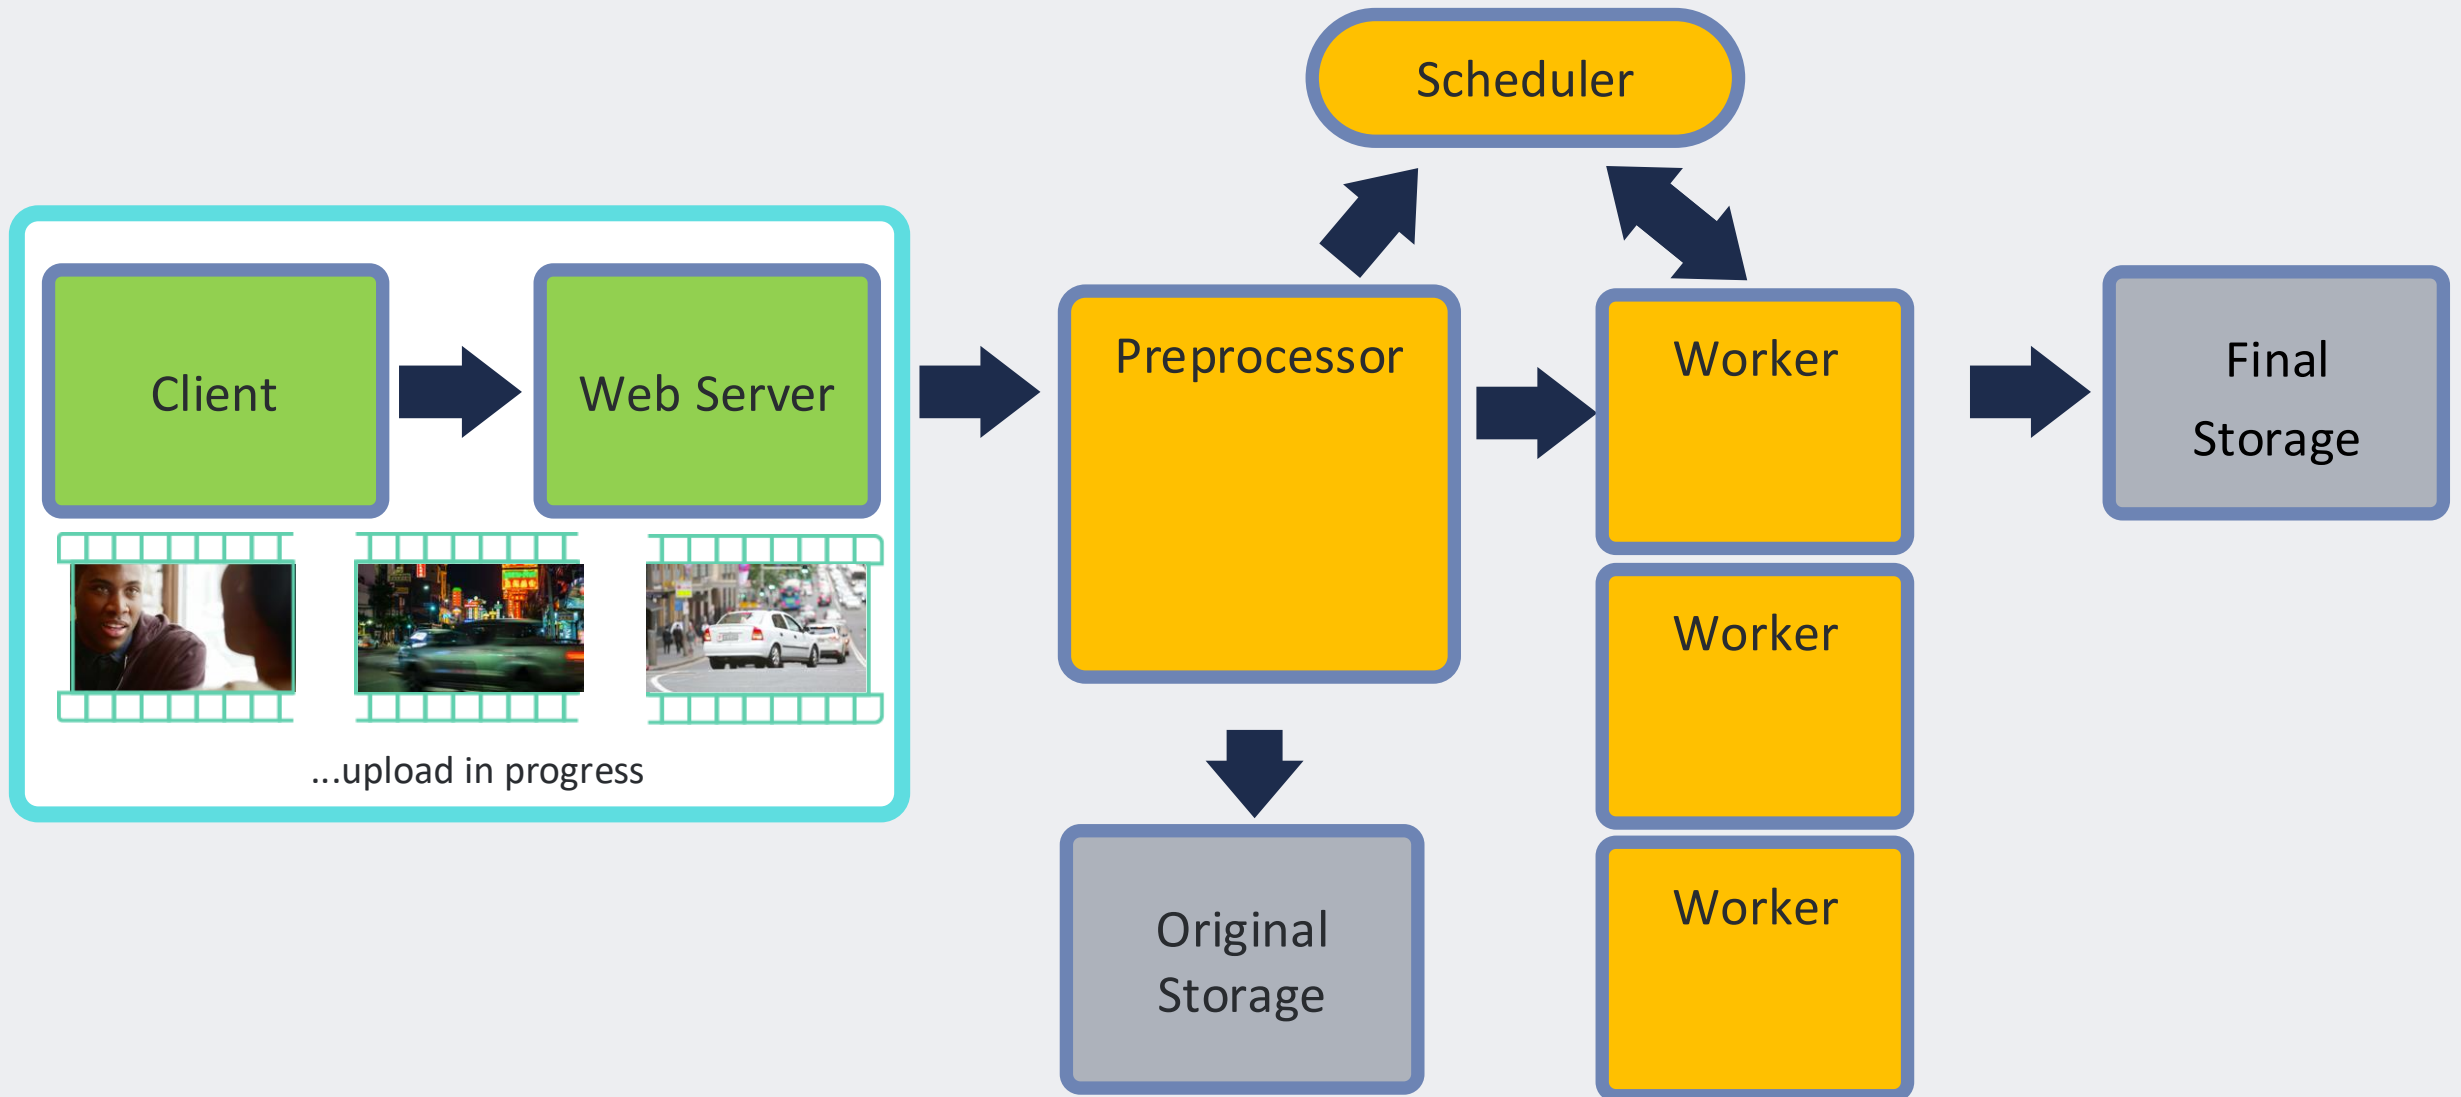 Scheduler
Client
Web Server
Preprocessor
Worker
Final
Storage
Worker
...upload in progress
Original
Storage
Worker